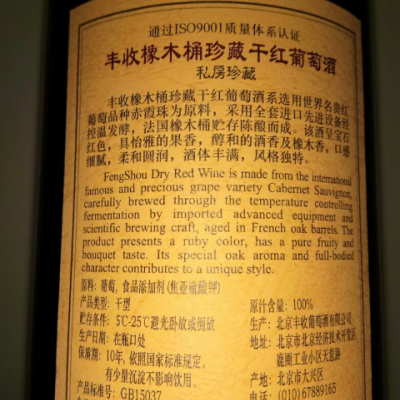 通过ISO9001质量体系认证
丰收橡木桶珍藏干红葡萄酒
私房珍藏
丰收橡木桶珍藏干红葡萄酒系选用世界名贵红
葡萄品种赤霞珠为原料，采用全套进口先进设备经
控温发酵，法国橡木桶贮存陈酿而成。该酒呈宝石
红色，具怡雅的果香，醇和的酒香及橡木香，口感
细腻，柔和圆润，酒体丰满，风格独特。
FengShou Dry Red Wine is made from the international
famous and precious grape variety Cabernet Sauvignon,
carefully brewed through the temperature controlling
fermentation by imported advanced equipment and
scientific brewing craft, aged in French oak barrels. The
product presents a ruby color, has a pure fruity and
bouquet taste. Its special oak aroma and full-bodied
character contributes to a unique style.
原料：葡萄，食品添加剂(焦亚硫酸钾)
产品类型：干型
贮存条件：5℃-25℃避光卧放或倒放
生产日期：在瓶口处
保质期：10年，依照国家标准规定，
有少量沉淀不影响饮用。
产品标准号：GB15037
原汁含量：100%
生产：北京丰收葡萄酒有限公司
地址：北京市北京经济技术开发区
鹿圈工业小区天意路
产地：北京市大兴区
电话：(010) 67889165